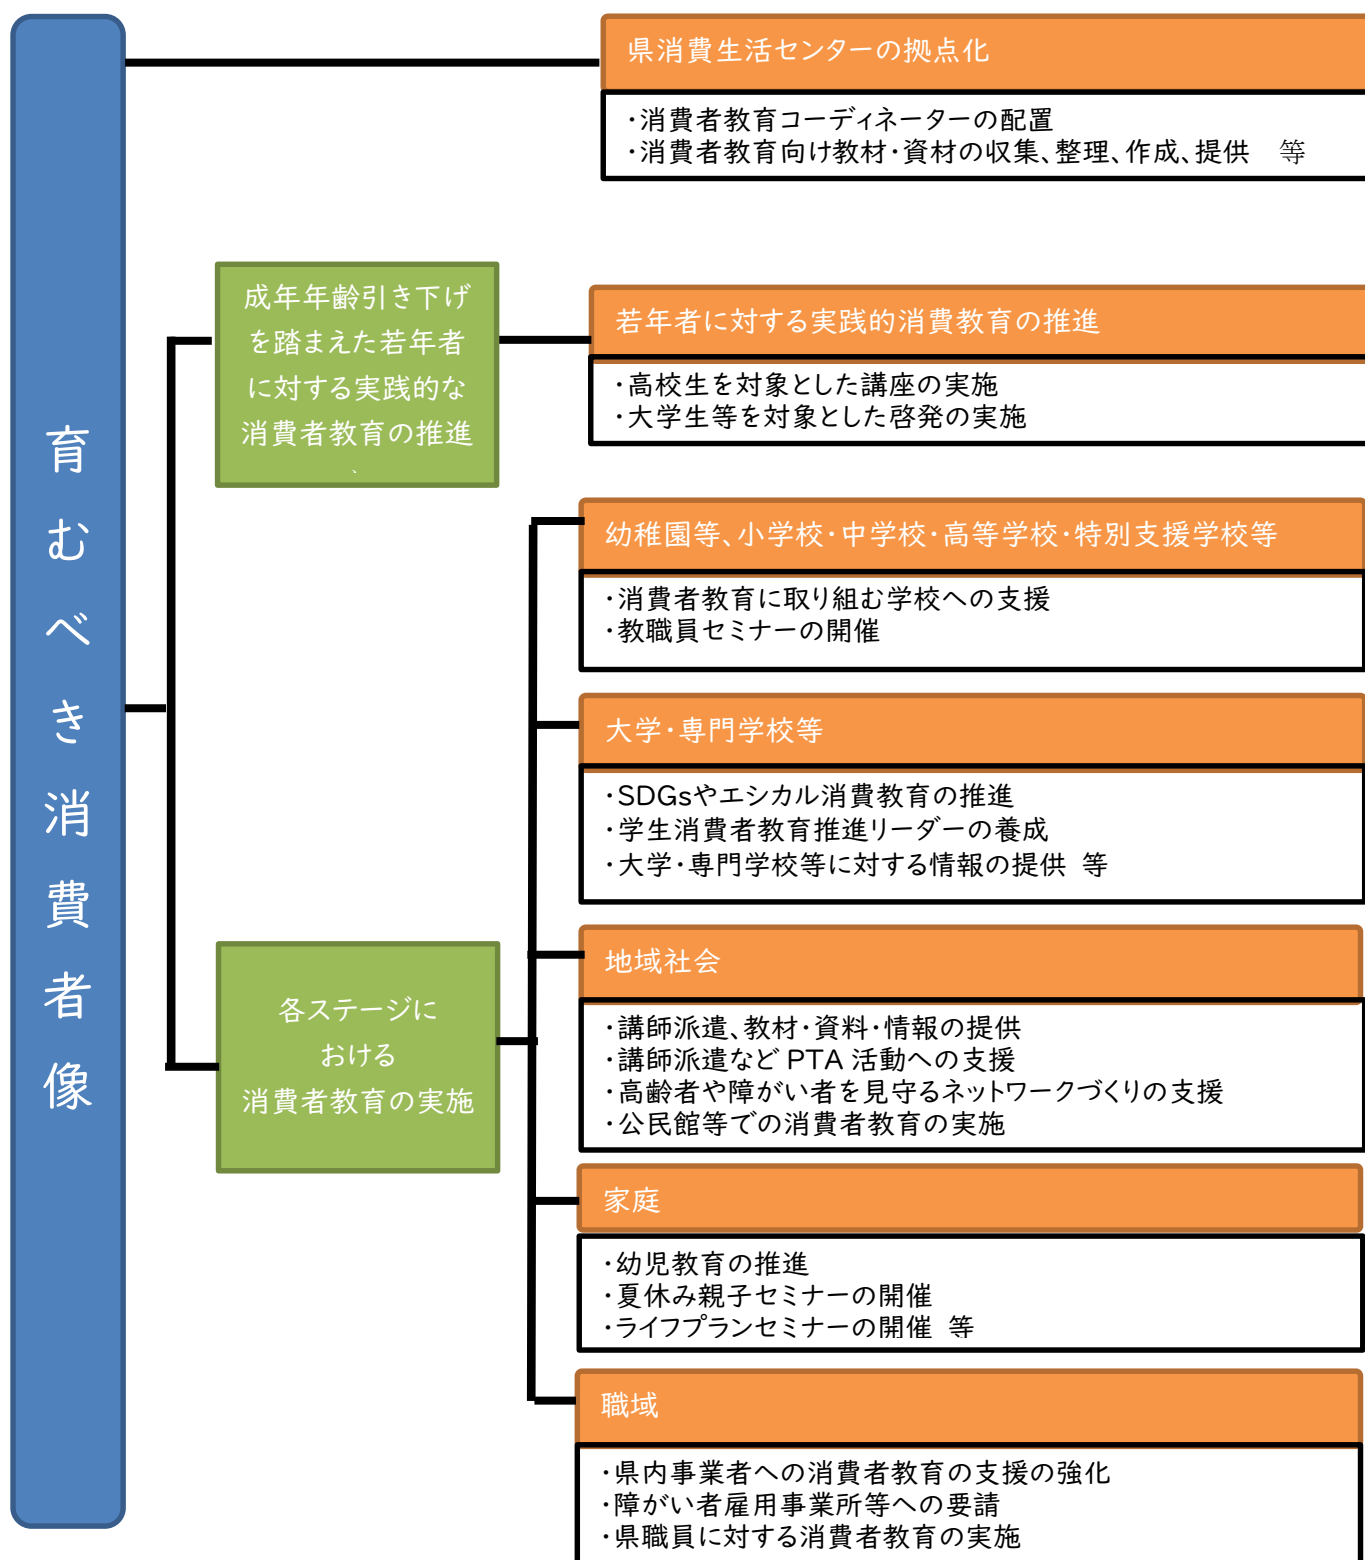 育むべき消費者像
県消費生活センターの拠点化
・消費者教育コーディネーターの配置
・消費者教育向け教材・資材の収集、整理、作成、提供　等
成年年齢引き下げ
を踏まえた若年者
に対する実践的な
消費者教育の推進
、
若年者に対する実践的消費教育の推進
・高校生を対象とした講座の実施
・大学生等を対象とした啓発の実施
各ステージに
おける
消費者教育の実施
幼稚園等、小学校・中学校・高等学校・特別支援学校等
・消費者教育に取り組む学校への支援
・教職員セミナーの開催
大学・専門学校等
・SDGsやエシカル消費教育の推進
・学生消費者教育推進リーダーの養成
・大学・専門学校等に対する情報の提供 等
地域社会
・講師派遣、教材・資料・情報の提供
・講師派遣など PTA 活動への支援
・高齢者や障がい者を見守るネットワークづくりの支援
・公民館等での消費者教育の実施
家庭
・幼児教育の推進
・夏休み親子セミナーの開催
・ライフプランセミナーの開催 等
職域
・県内事業者への消費者教育の支援の強化
・障がい者雇用事業所等への要請
・県職員に対する消費者教育の実施